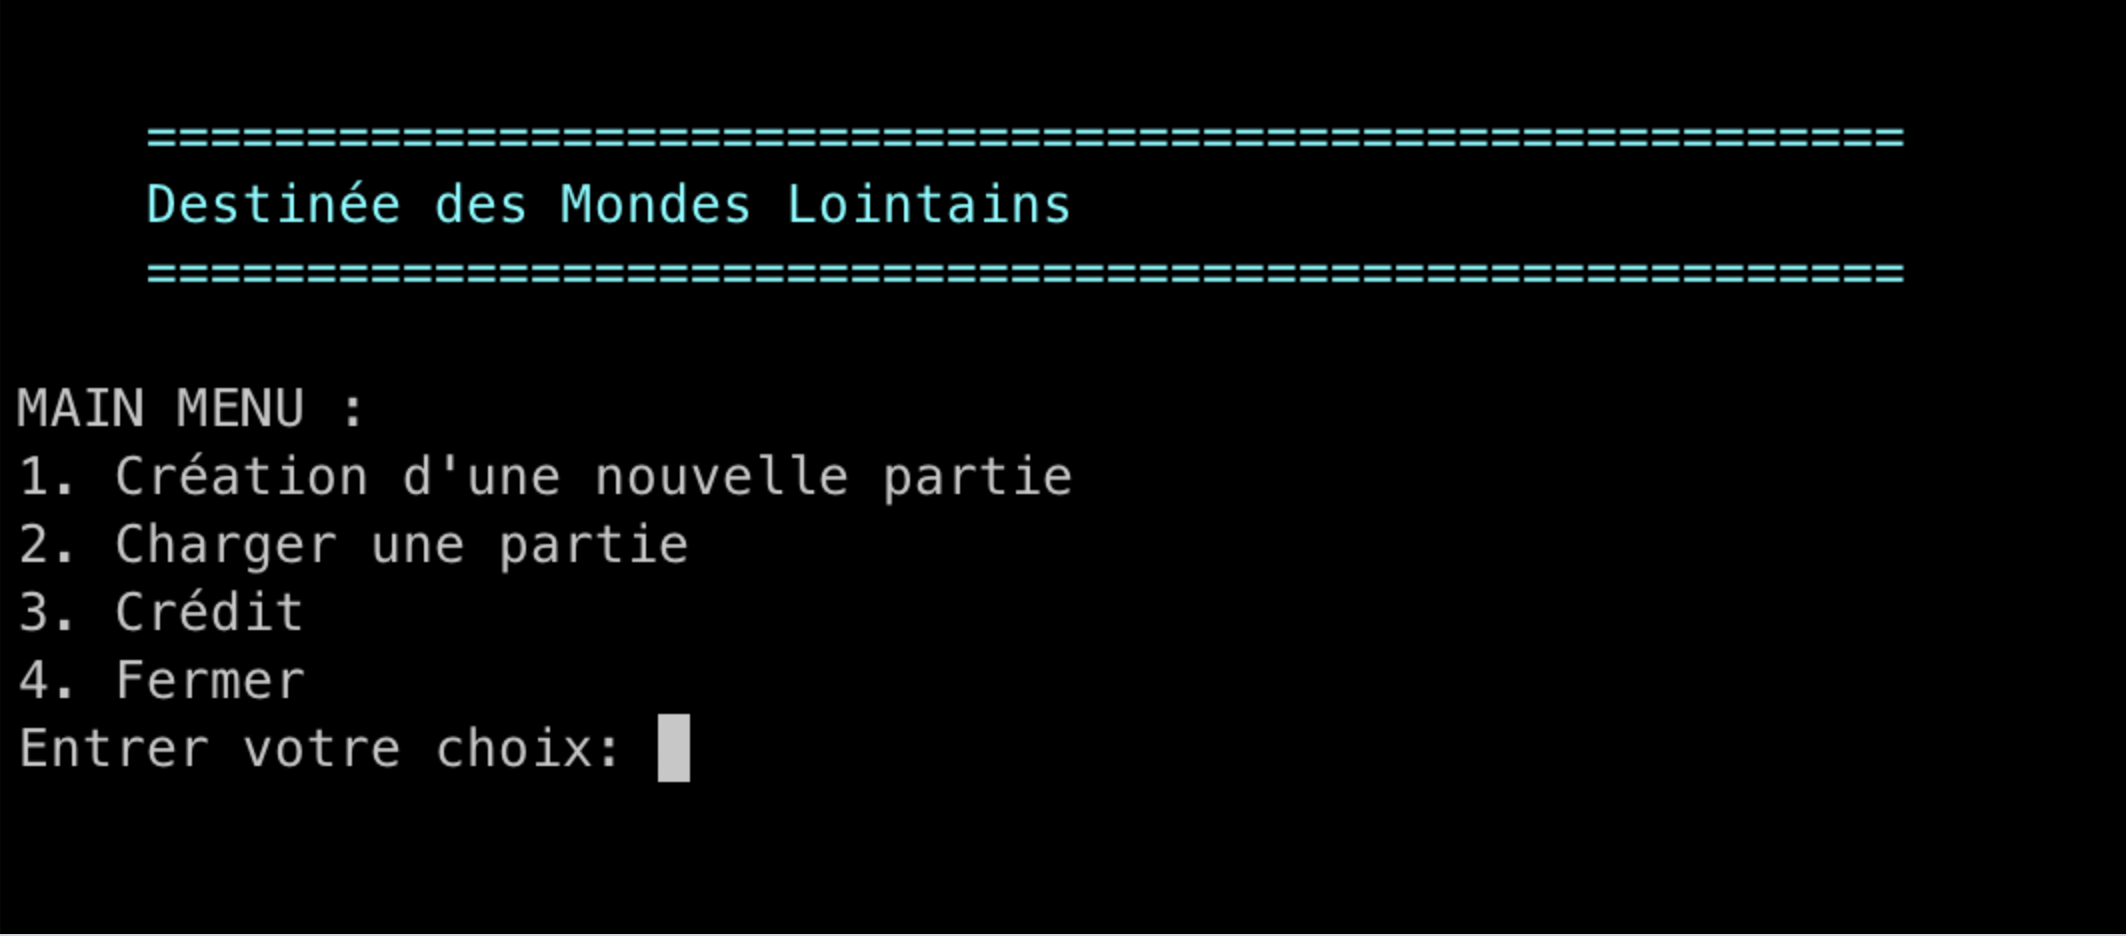 =======================================================
Destinée des Mondes Lointains
=======================================================
MAIN MENU :
1. Création d'une nouvelle partie
2. Charger une partie
3. Crédit
4. Fermer
Entrer votre choix: